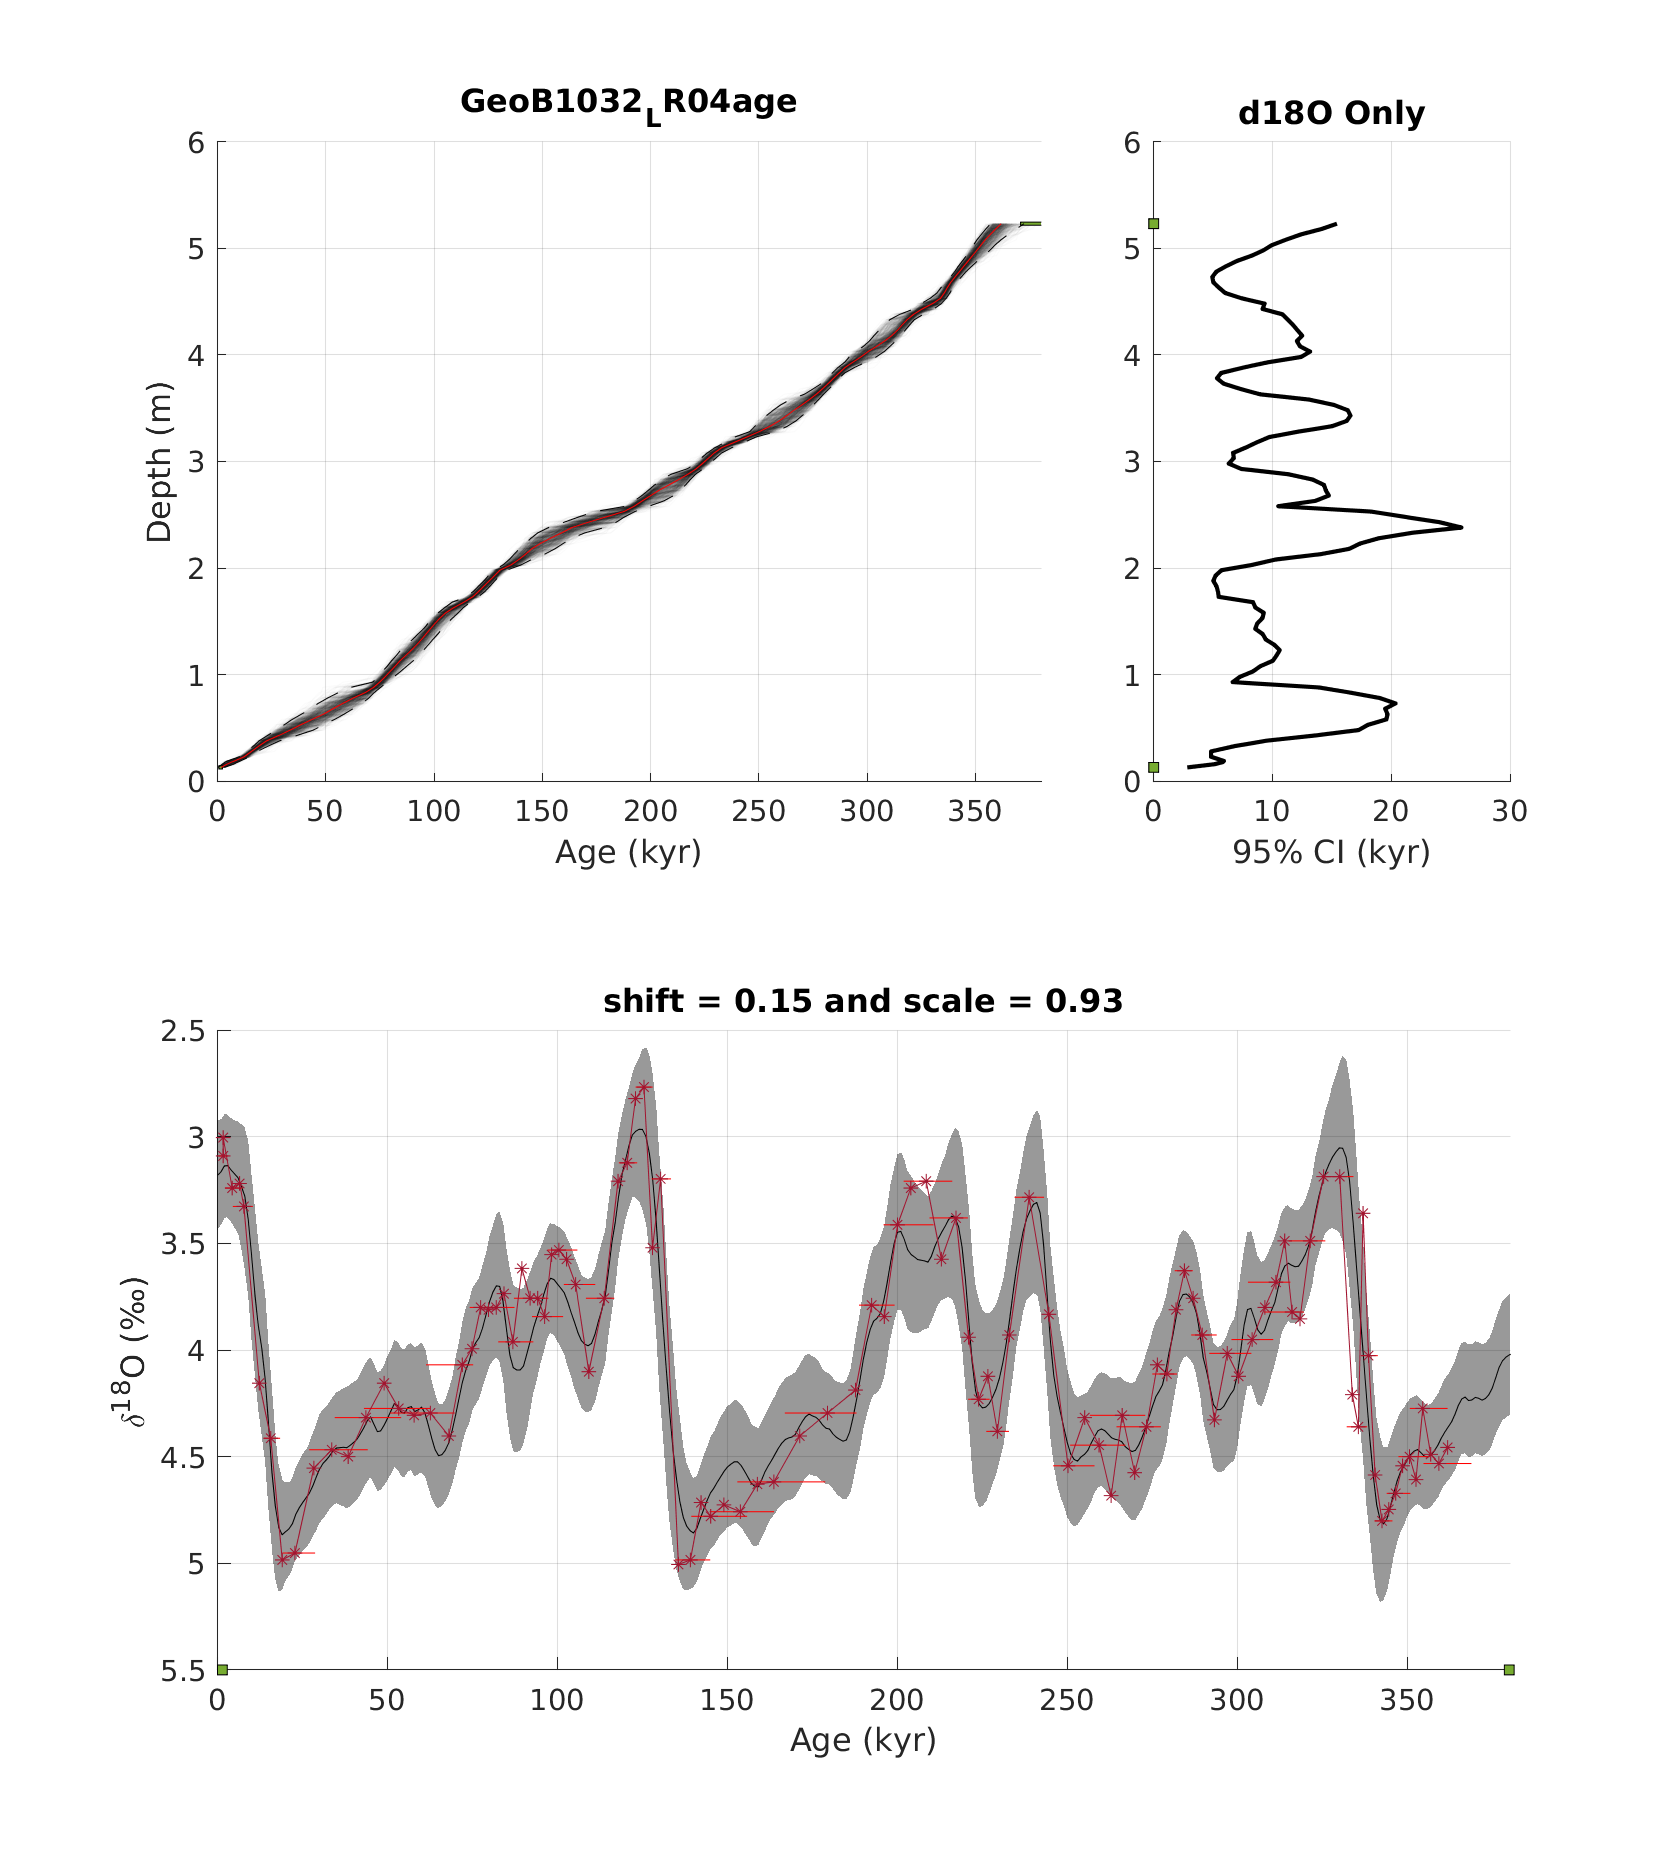 GeoB1032_LR04age
6
5
4
3
2
1
0
Depth (m)
0 50 100 150 200 250 300 350
Age (kyr)
d18O Only
6
5
4
3
2
1
0
0 10 20 30
95% CI (kyr)
shift = 0.15 and scale = 0.93
2.5
3
3.5
4
4.5
5
5.5
δ¹⁸O (‰)
0 50 100 150 200 250 300 350
Age (kyr)